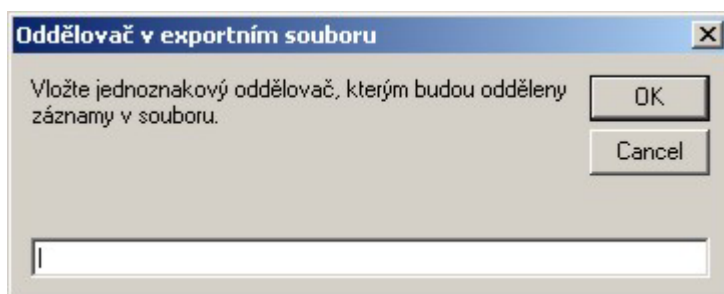 Oddělovač v exportním souboru
Vložte jednoznakový oddělovač, kterým budou odděleny
záznamy v souboru.
OK
Cancel